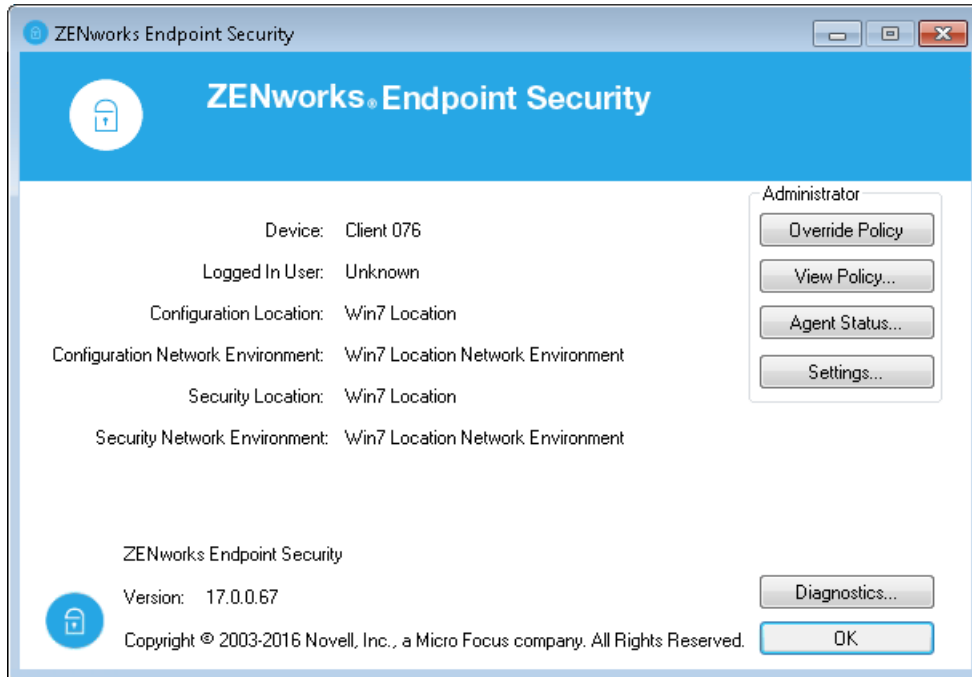 ZENworks Endpoint Security
ZENworks® Endpoint Security
Administrator
Device: Client 076
Override Policy
Logged In User: Unknown
View Policy...
Configuration Location: Win7 Location
Agent Status...
Configuration Network Environment: Win7 Location Network Environment
Settings...
Security Location: Win7 Location
Security Network Environment: Win7 Location Network Environment
ZENworks Endpoint Security
Version: 17.0.0.67
Diagnostics...
Copyright © 2003-2016 Novell, Inc., a Micro Focus company. All Rights Reserved.
OK